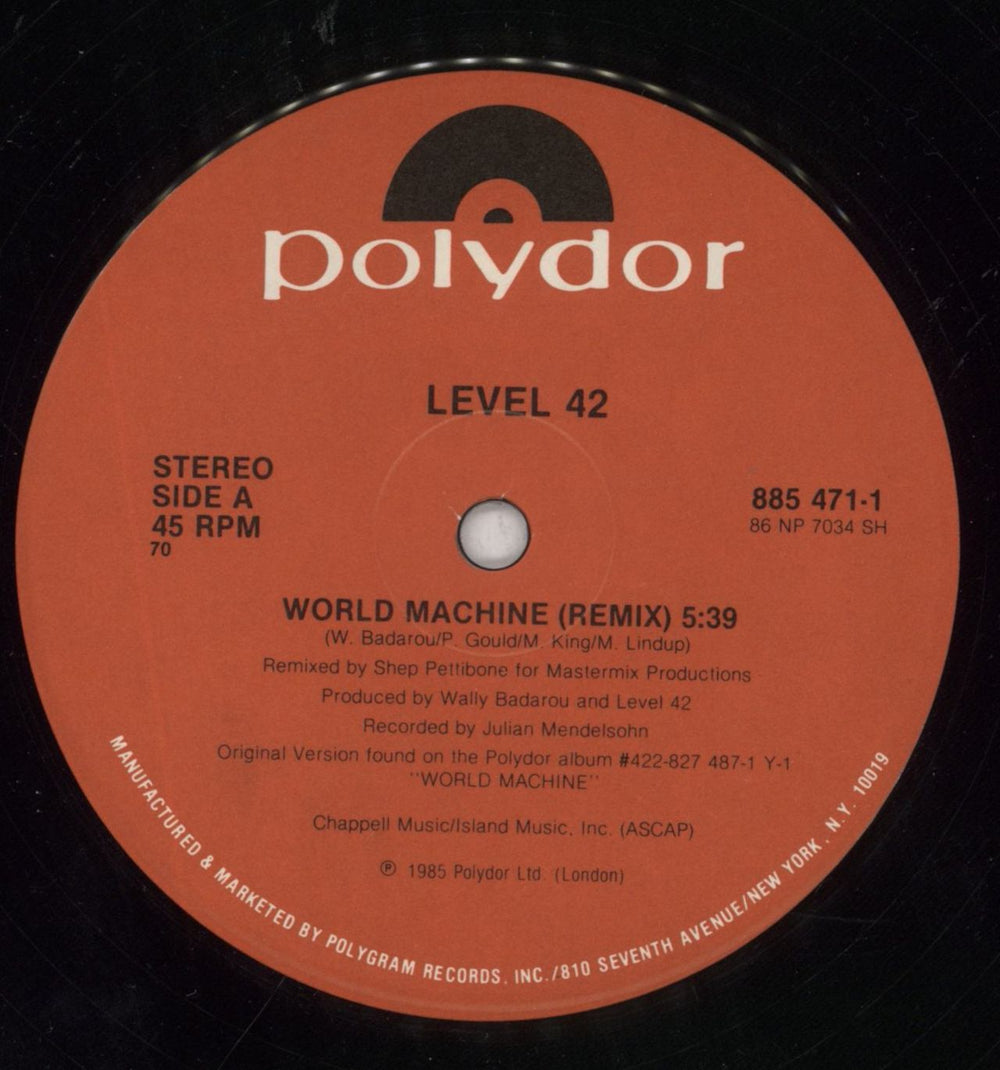 polydor
LEVEL 42
STEREO
SIDE A
45 RPM
70
885 471-1
86 NP 7034 SH
WORLD MACHINE (REMIX) 5:39
(W. Badarou/P. Gould/M. King/M. Lindup)
Remixed by Shep Pettibone for Mastermix Productions
Produced by Wally Badarou and Level 42
Recorded by Julian Mendelsohn
Original Version found on the Polydor album #422-827 487-1 Y-1
"WORLD MACHINE"
Chappell Music/Island Music, Inc. (ASCAP)
℗ 1985 Polydor Ltd. (London)
MANUFACTURED & MARKETED BY POLYGRAM RECORDS, INC./810 SEVENTH AVENUE/NEW YORK, N.Y. 10019